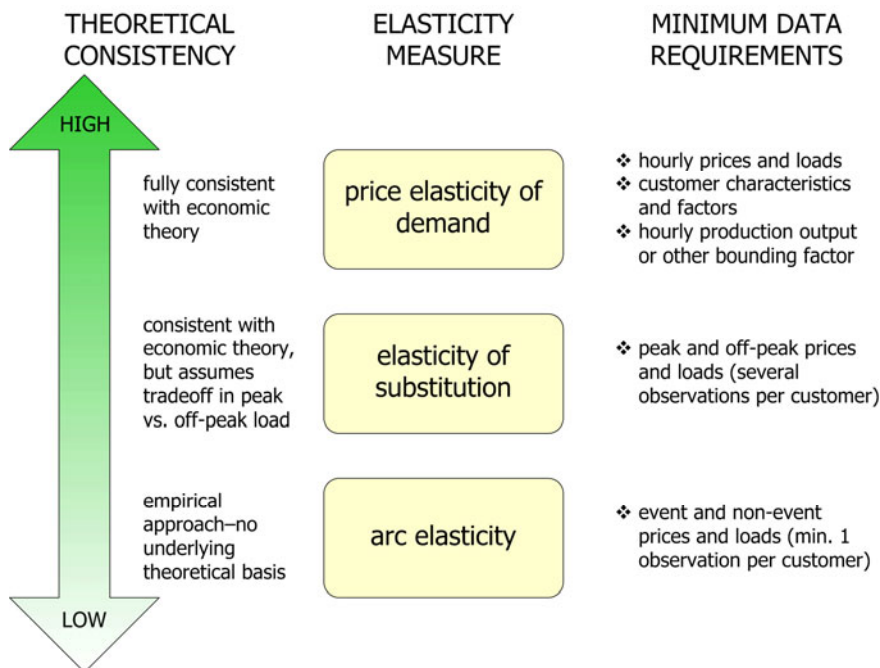 THEORETICAL
CONSISTENCY
ELASTICITY
MEASURE
MINIMUM DATA
REQUIREMENTS
HIGH
fully consistent
with economic
theory
price elasticity of
demand
❖ hourly prices and loads
❖ customer characteristics
and factors
❖ hourly production output
or other bounding factor
consistent with
economic theory,
but assumes
tradeoff in peak
vs. off-peak load
elasticity of
substitution
❖ peak and off-peak prices
and loads (several
observations per customer)
empirical
approach–no
underlying
theoretical basis
arc elasticity
❖ event and non-event
prices and loads (min. 1
observation per customer)
LOW